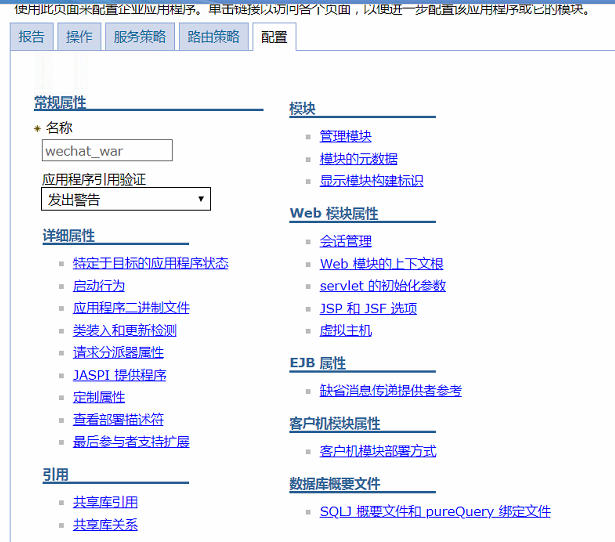 使用此页面来配置企业应用程序。单击链接以访问各个页面，以便进一步配置该应用程序或它的模块。
报告 操作 服务策略 路由策略 配置
常规属性
* 名称
wechat_war
应用程序引用验证
发出警告
详细属性
特定于目标的应用程序状态
启动行为
应用程序二进制文件
类装入和更新检测
请求分派器属性
JASPI 提供程序
定制属性
查看部署描述符
最后参与者支持扩展
引用
共享库引用
共享库关系
模块
管理模块
模块的元数据
显示模块构建标识
Web 模块属性
会话管理
Web 模块的上下文根
servlet 的初始化参数
JSP 和 JSF 选项
虚拟主机
EJB 属性
缺省消息传递提供者参考
客户机模块属性
客户机模块部署方式
数据库概要文件
SQLJ 概要文件和 pureQuery 绑定文件